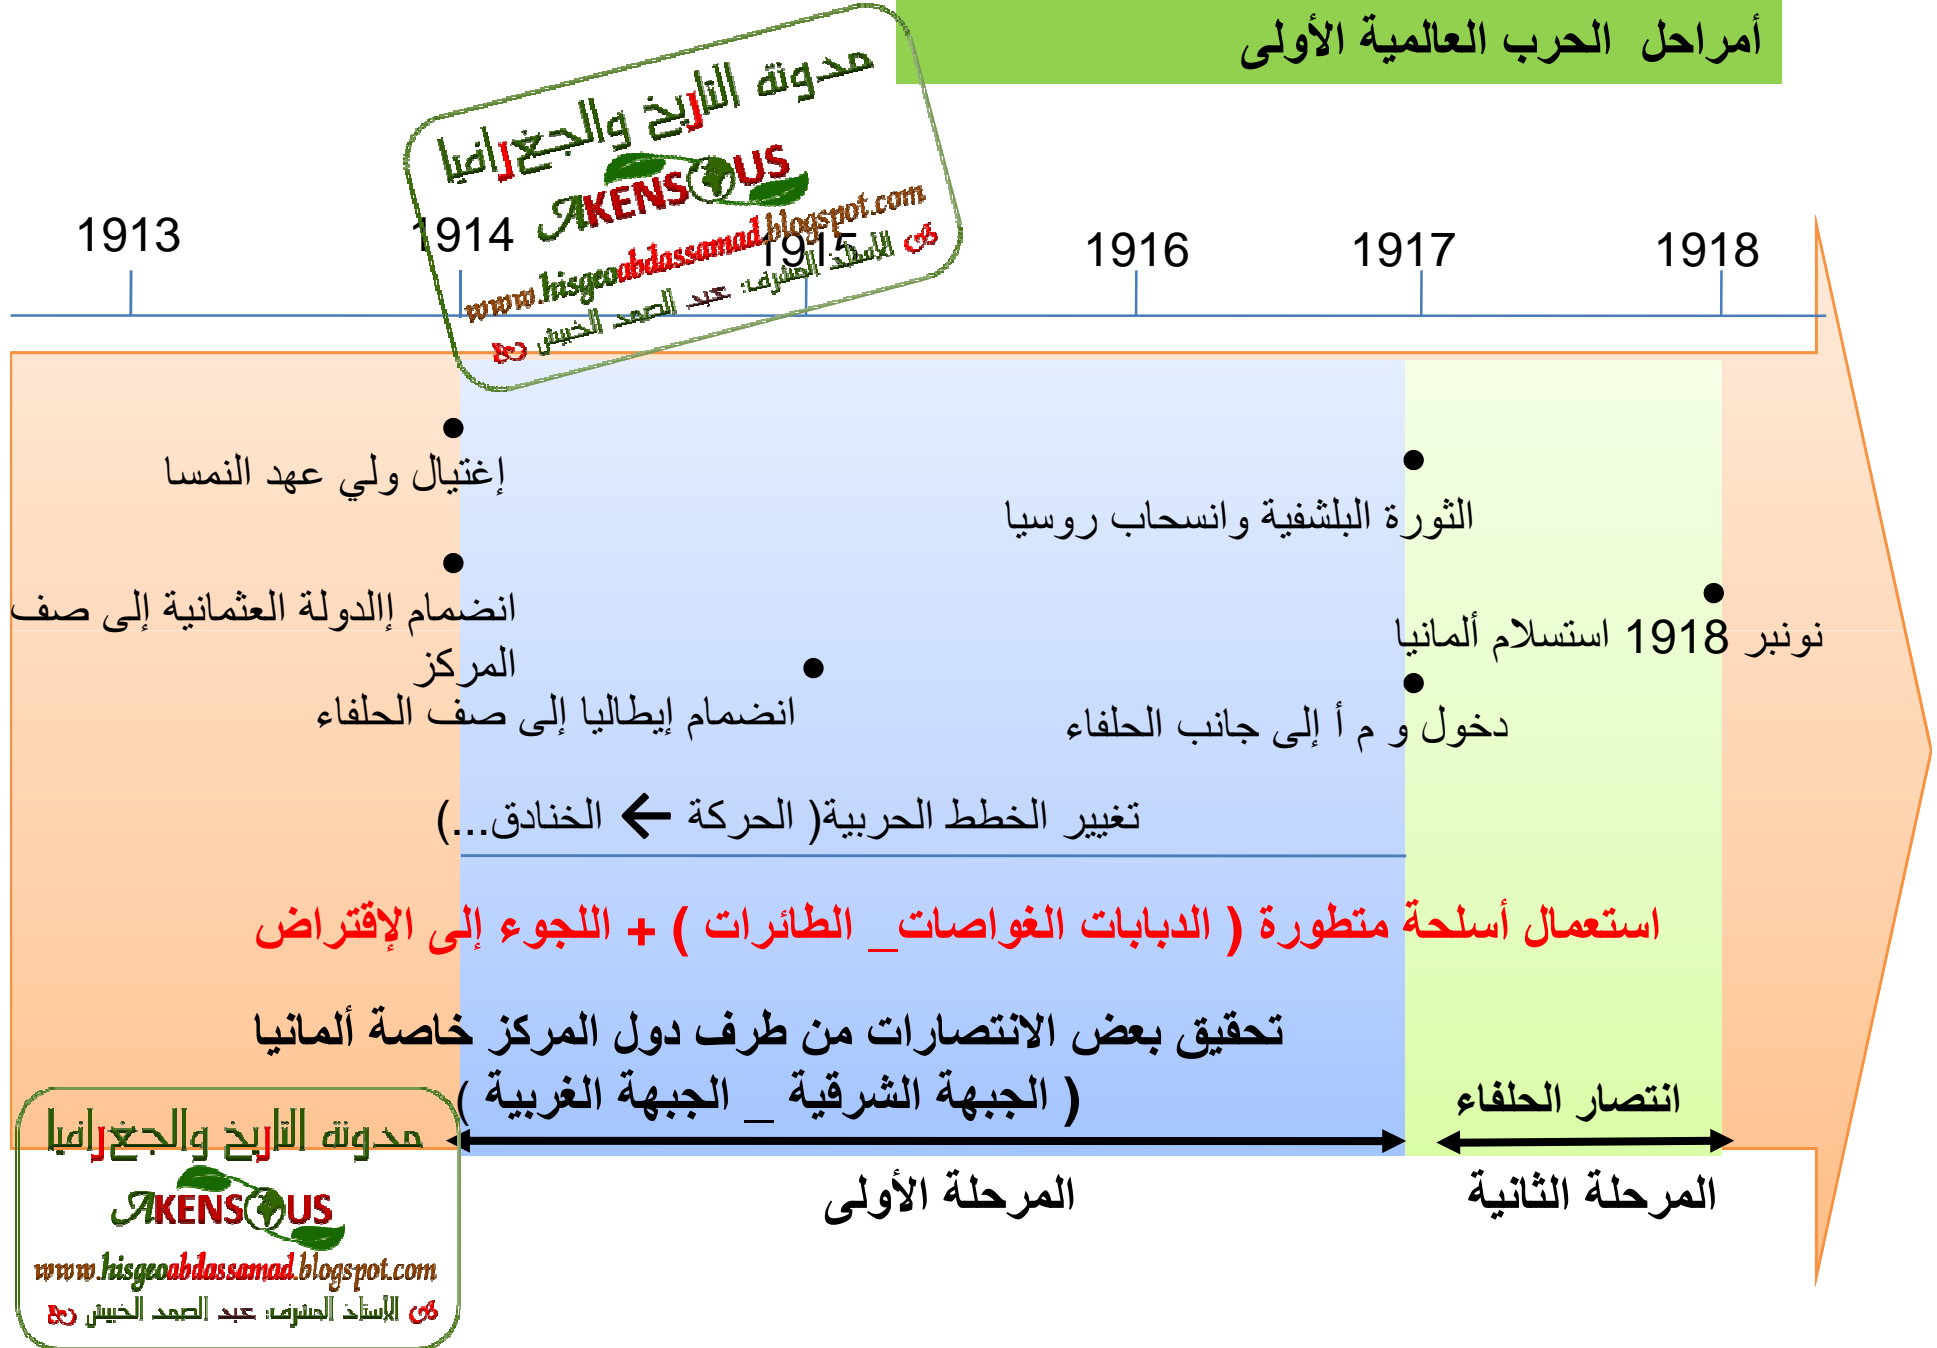 أمراحل الحرب العالمية الأولى
مدونة التاريخ والجغرافيا
AKENSOUS
www.hisgeoabdassamad.blogspot.com
الأستاذ المشرف: عبد الصمد الخبيش
1913
1914
1915
1916
1917
1918
إغتيال ولي عهد النمسا
الثورة البلشفية وانسحاب روسيا
انضمام إالدولة العثمانية إلى صف
المركز
نونبر 1918 استسلام ألمانيا
انضمام إيطاليا إلى صف الحلفاء
دخول و م أ إلى جانب الحلفاء
تغيير الخطط الحربية( الحركة ← الخنادق...)
استعمال أسلحة متطورة ( الدبابات الغواصات_ الطائرات ) + اللجوء إلى الإقتراض
تحقيق بعض الانتصارات من طرف دول المركز خاصة ألمانيا
( الجبهة الشرقية _ الجبهة الغربية )
انتصار الحلفاء
المرحلة الأولى
المرحلة الثانية
مدونة التاريخ والجغرافيا
AKENSOUS
www.hisgeoabdassamad.blogspot.com
الأستاذ المشرف: عبد الصمد الخبيش